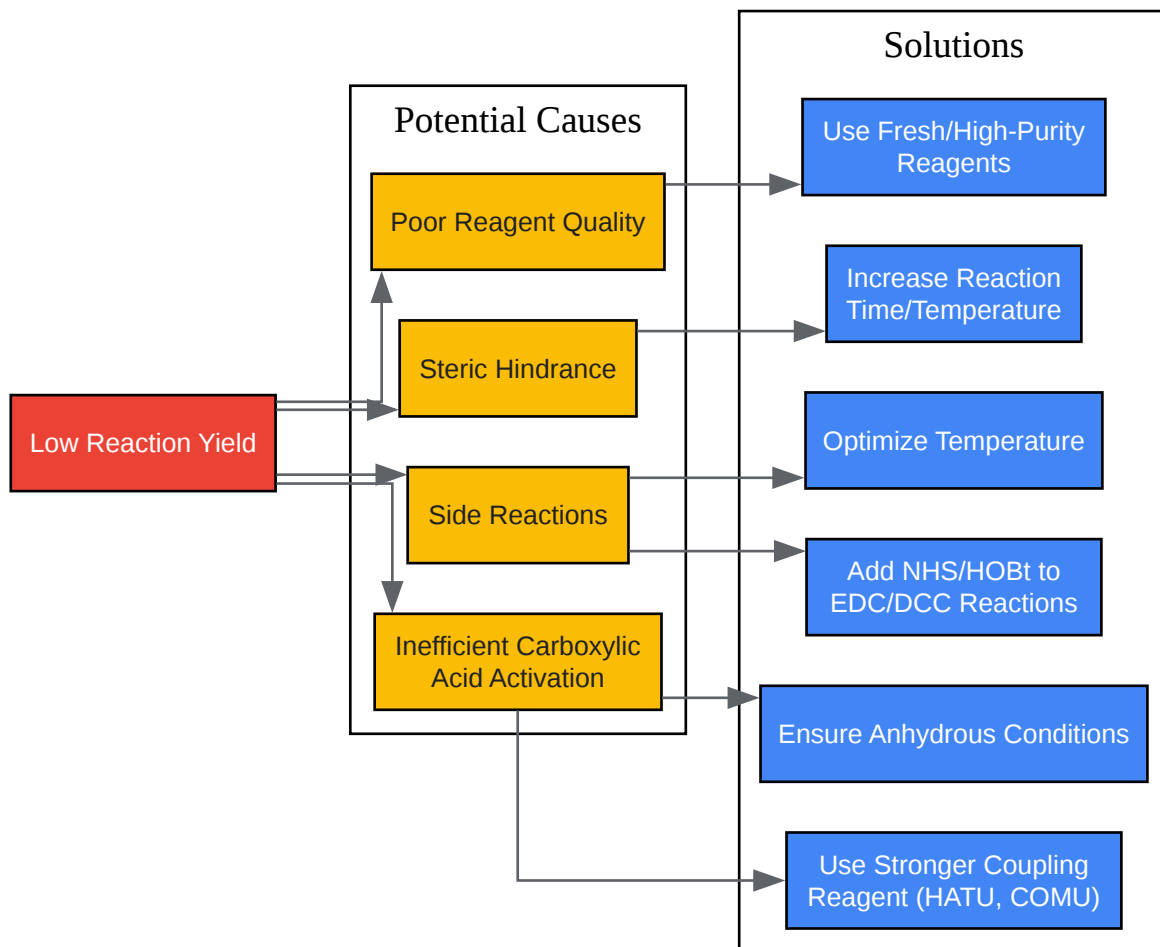 Low Reaction Yield
Potential Causes
Poor Reagent Quality
Steric Hindrance
Side Reactions
Inefficient Carboxylic
Acid Activation
Solutions
Use Fresh/High-Purity
Reagents
Increase Reaction
Time/Temperature
Optimize Temperature
Add NHS/HOBt to
EDC/DCC Reactions
Ensure Anhydrous Conditions
Use Stronger Coupling
Reagent (HATU, COMU)